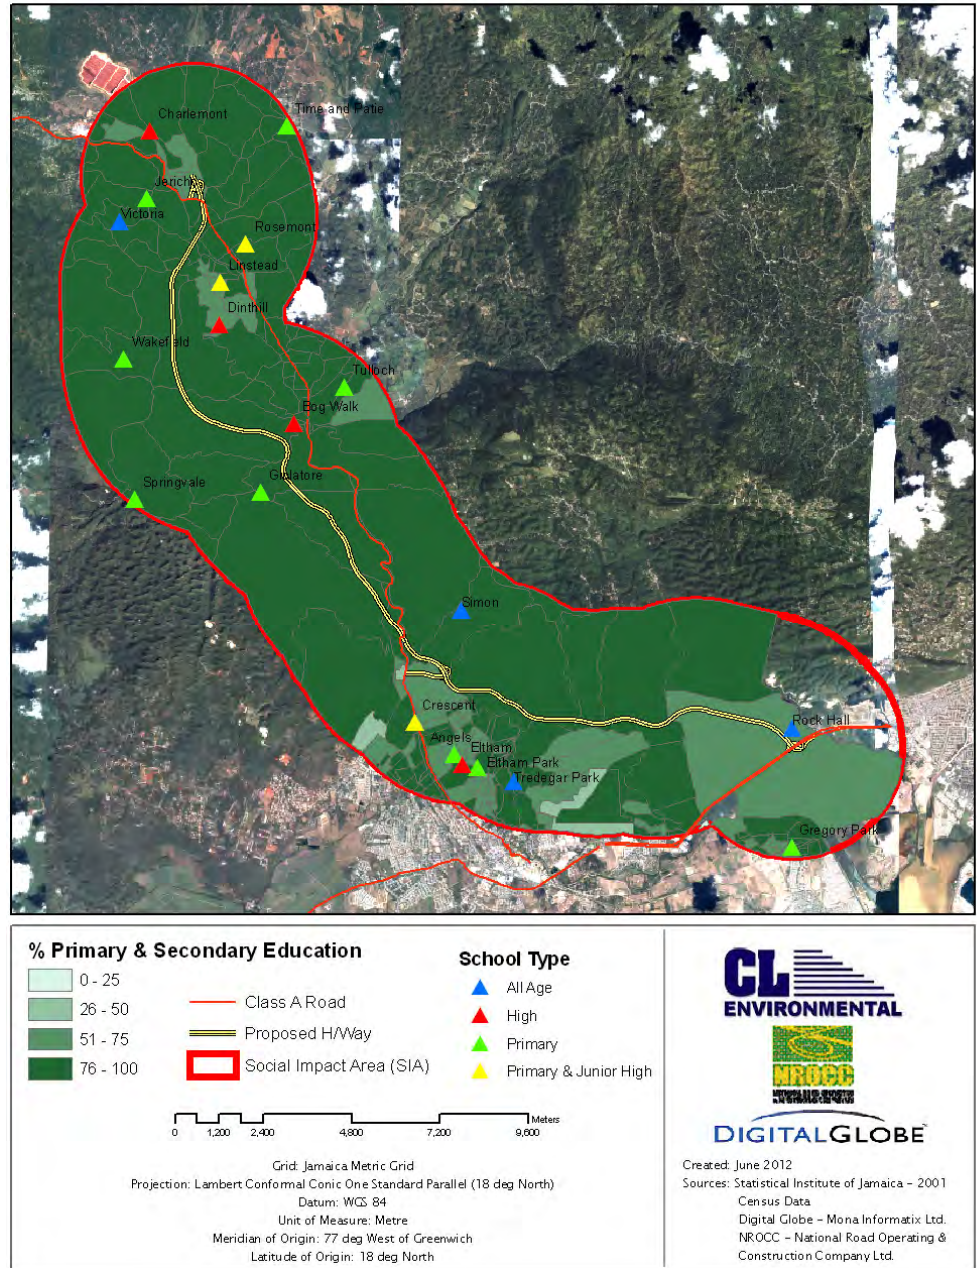 Charlemont
Time and Patie
Jericho
Victoria
Rosemont
Linstead
Dinthill
Wakefield
Tulloch
Bog Walk
Springvale
Giblatore
Simon
Crescent
Rock Hall
Angels
Eltham
Eltham Park
Tredegar Park
Gregory Park
% Primary & Secondary Education
0 - 25
26 - 50
51 - 75
76 - 100
Class A Road
Proposed H/Way
Social Impact Area (SIA)
School Type
All Age
High
Primary
Primary & Junior High
Meters
0 1,200 2,400 4,800 7,200 9,600
Grid: Jamaica Metric Grid
Projection: Lambert Conformal Conic One Standard Parallel (18 deg North)
Datum: WGS 84
Unit of Measure: Metre
Meridian of Origin: 77 deg West of Greenwich
Latitude of Origin: 18 deg North
CL
ENVIRONMENTAL
NROCC
DIGITALGLOBE
Created: June 2012
Sources: Statistical Institute of Jamaica - 2001
Census Data
Digital Globe - Mona Informatix Ltd.
NROCC - National Road Operating &
Construction Company Ltd.